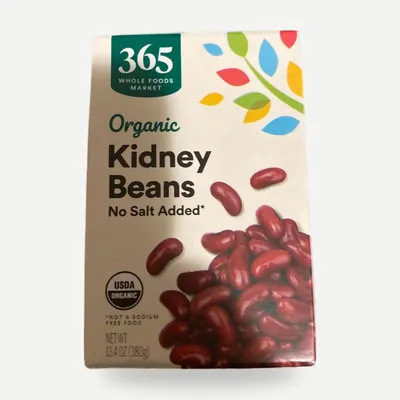 365
WHOLE FOODS
MARKET
Organic
Kidney
Beans
No Salt Added*
USDA
ORGANIC
*NOT A SODIUM
FREE FOOD
NET WT
13.4 OZ (380g)